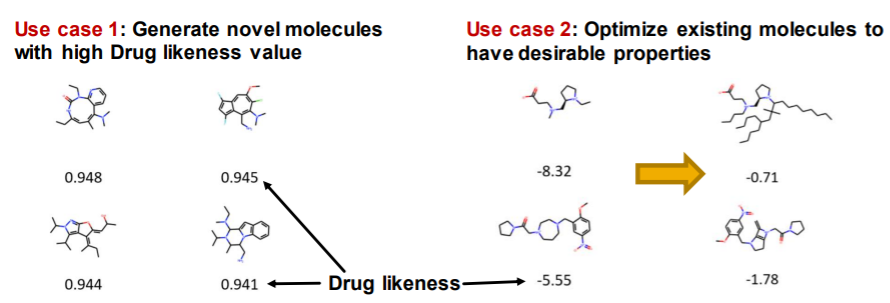 Use case 1: Generate novel molecules
with high Drug likeness value
Use case 2: Optimize existing molecules to
have desirable properties
0.948
0.945
-8.32
-0.71
0.944
0.941
Drug likeness
-5.55
-1.78